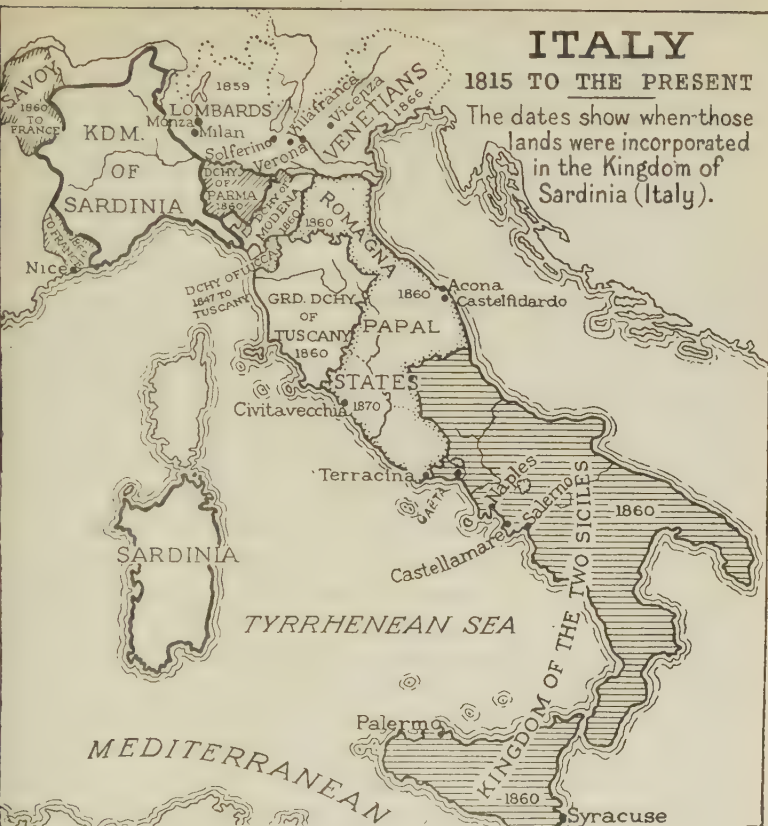 ITALY
1815 TO THE PRESENT
The dates show when those
lands were incorporated
in the Kingdom of
Sardinia (Italy).
SAVOY
1860
TO
FRANCE
KDM.
OF
SARDINIA
1859
LOMBARDS
Monza
Milan
Solferino
Villafranca
Verona
Vicenza
VENETIANS
1866
DCHY
OF
PARMA
1860
DCHY OF
MODENA
1860
ROMAGNA
1860
TO FRANCE
Nice
DCHY OF LUCCA
1847 TO
TUSCANY
GRD. DCHY
OF
TUSCANY
1860
1860
Acona
Castelfidardo
PAPAL
STATES
1870
Civitavecchia
Terracina
GAETA
Naples
Salerno
Castellamare
1860
KINGDOM OF THE TWO SICILES
SARDINIA
TYRRHENEAN SEA
Palermo
MEDITERRANEAN
1860
Syracuse